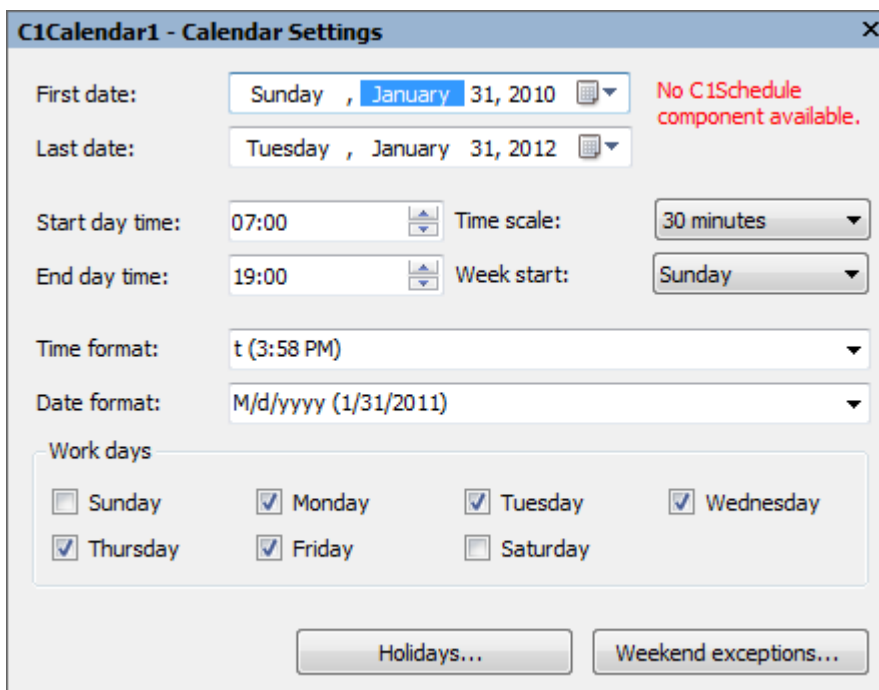 C1Calendar1 - Calendar Settings
First date: Sunday , January 31, 2010
No C1Schedule
component available.
Last date: Tuesday , January 31, 2012
Start day time: 07:00 Time scale: 30 minutes
End day time: 19:00 Week start: Sunday
Time format: t (3:58 PM)
Date format: M/d/yyyy (1/31/2011)
Work days
Sunday Monday Tuesday Wednesday
Thursday Friday Saturday
Holidays... Weekend exceptions...